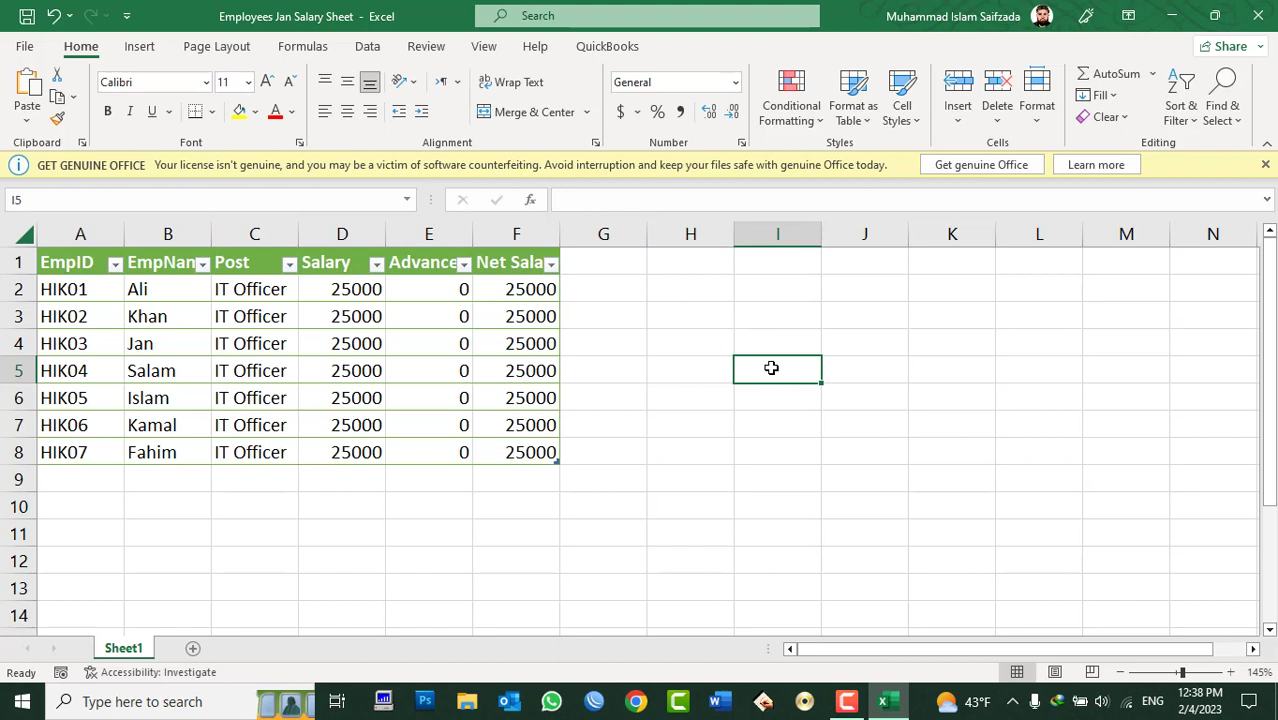 Employees Jan Salary Sheet - Excel
Search
Muhammad Islam Saifzada
File Home Insert Page Layout Formulas Data Review View Help QuickBooks
Share
Paste
Clipboard
Calibri 11
B I U
Font
Wrap Text
Merge & Center
Alignment
General
$ % ,
Number
Conditional Formatting
Format as Table
Cell Styles
Styles
Insert
Delete
Format
Cells
AutoSum
Fill
Clear
Sort & Filter
Find & Select
Editing
GET GENUINE OFFICE Your license isn't genuine, and you may be a victim of software counterfeiting. Avoid interruption and keep your files safe with genuine Office today.
Get genuine Office
Learn more
I5
fx
A B C D E F G H I J K L M N
1 EmpID EmpNan Post Salary Advance Net Sala
2 HIK01 Ali IT Officer 25000 0 25000
3 HIK02 Khan IT Officer 25000 0 25000
4 HIK03 Jan IT Officer 25000 0 25000
5 HIK04 Salam IT Officer 25000 0 25000
6 HIK05 Islam IT Officer 25000 0 25000
7 HIK06 Kamal IT Officer 25000 0 25000
8 HIK07 Fahim IT Officer 25000 0 25000
9
10
11
12
13
14
Sheet1
Ready
Accessibility: Investigate
145%
Type here to search
43°F
ENG
12:38 PM
2/4/2023